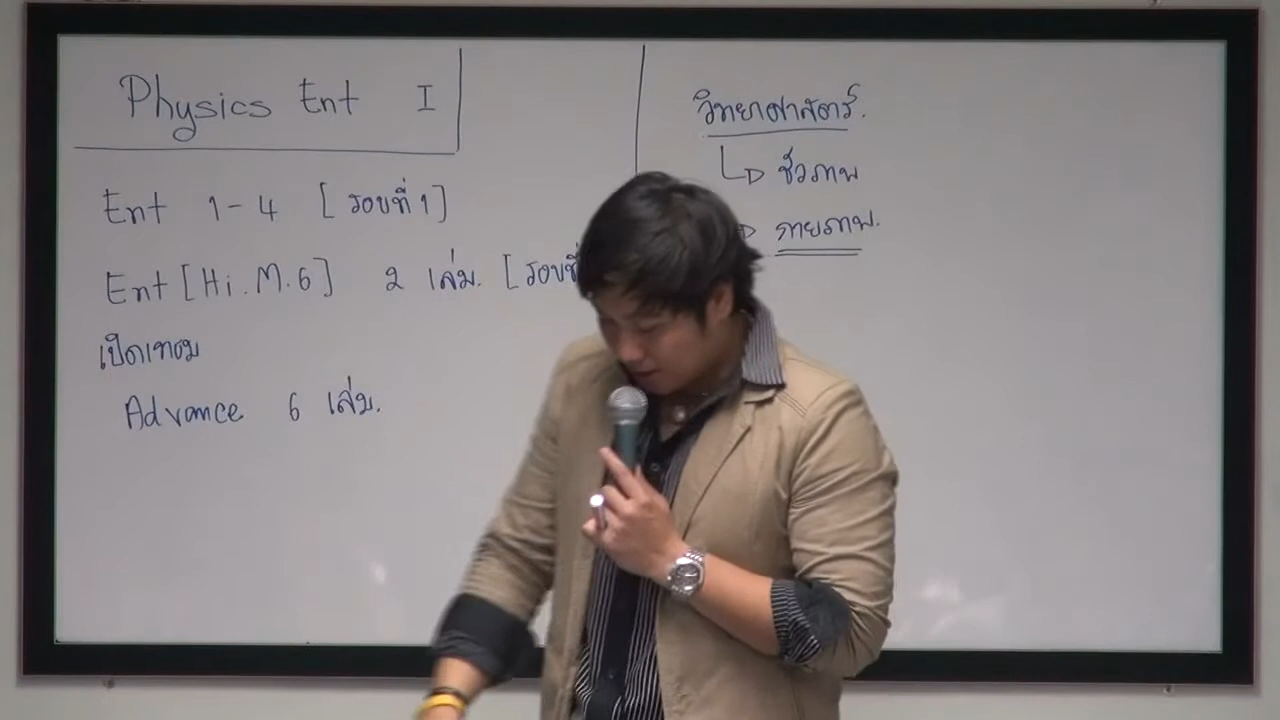 Physics Ent I
Ent 1-4 [รอบที่ 1]
Ent [Hi.M.6] 2 เล่ม. [รอบที่
เปิดเทอม
Advance 6 เล่ม.
วิทยาศาสตร์.
ชีวภาพ
กายภาพ.